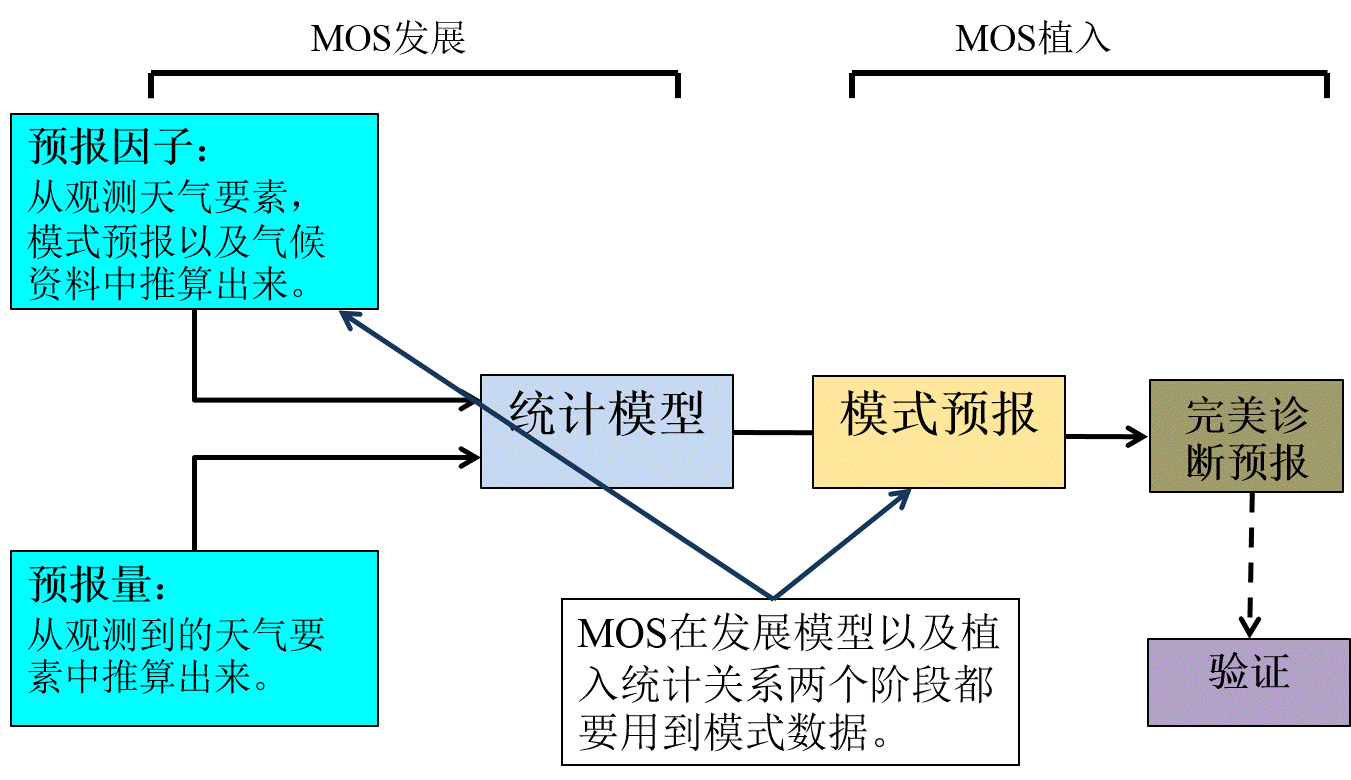 MOS发展
MOS植入
预报因子：
从观测天气要素，
模式预报以及气候
资料中推算出来。
统计模型
模式预报
完美诊
断预报
预报量：
从观测到的天气要
素中推算出来。
MOS在发展模型以及植
入统计关系两个阶段都
要用到模式数据。
验证